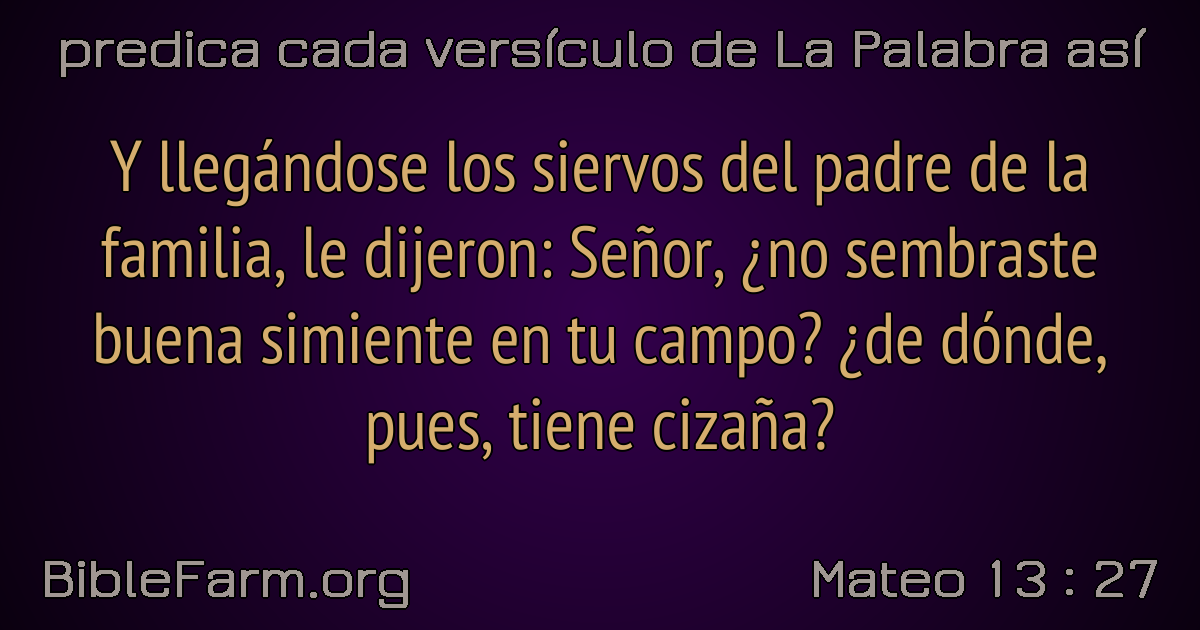 predica cada versículo de La Palabra así
Y llegándose los siervos del padre de la
familia, le dijeron: Señor, ¿no sembraste
buena simiente en tu campo? ¿de dónde,
pues, tiene cizaña?
BibleFarm.org
Mateo 13 : 27